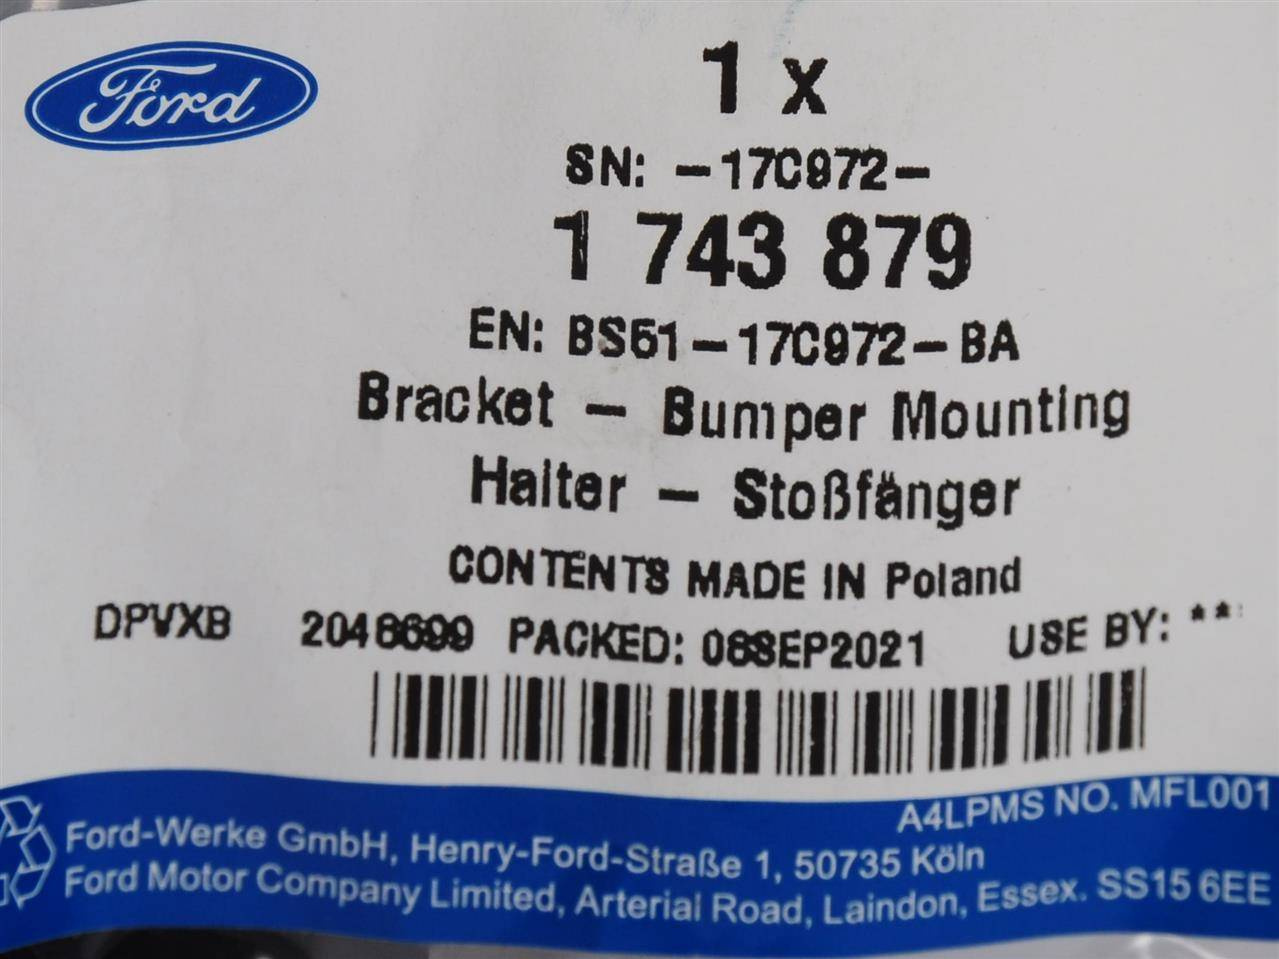 Ford
1 x
SN: -17C972-
1 743 879
EN: BS51-17C972-BA
Bracket - Bumper Mounting
Halter - Stoßfänger
CONTENTS MADE IN Poland
DPVXB 2048699 PACKED: 08SEP2021 USE BY: **
A4LPMS NO. MFL001
Ford-Werke GmbH, Henry-Ford-Straße 1, 50735 Köln
Ford Motor Company Limited, Arterial Road, Laindon, Essex. SS15 6EE